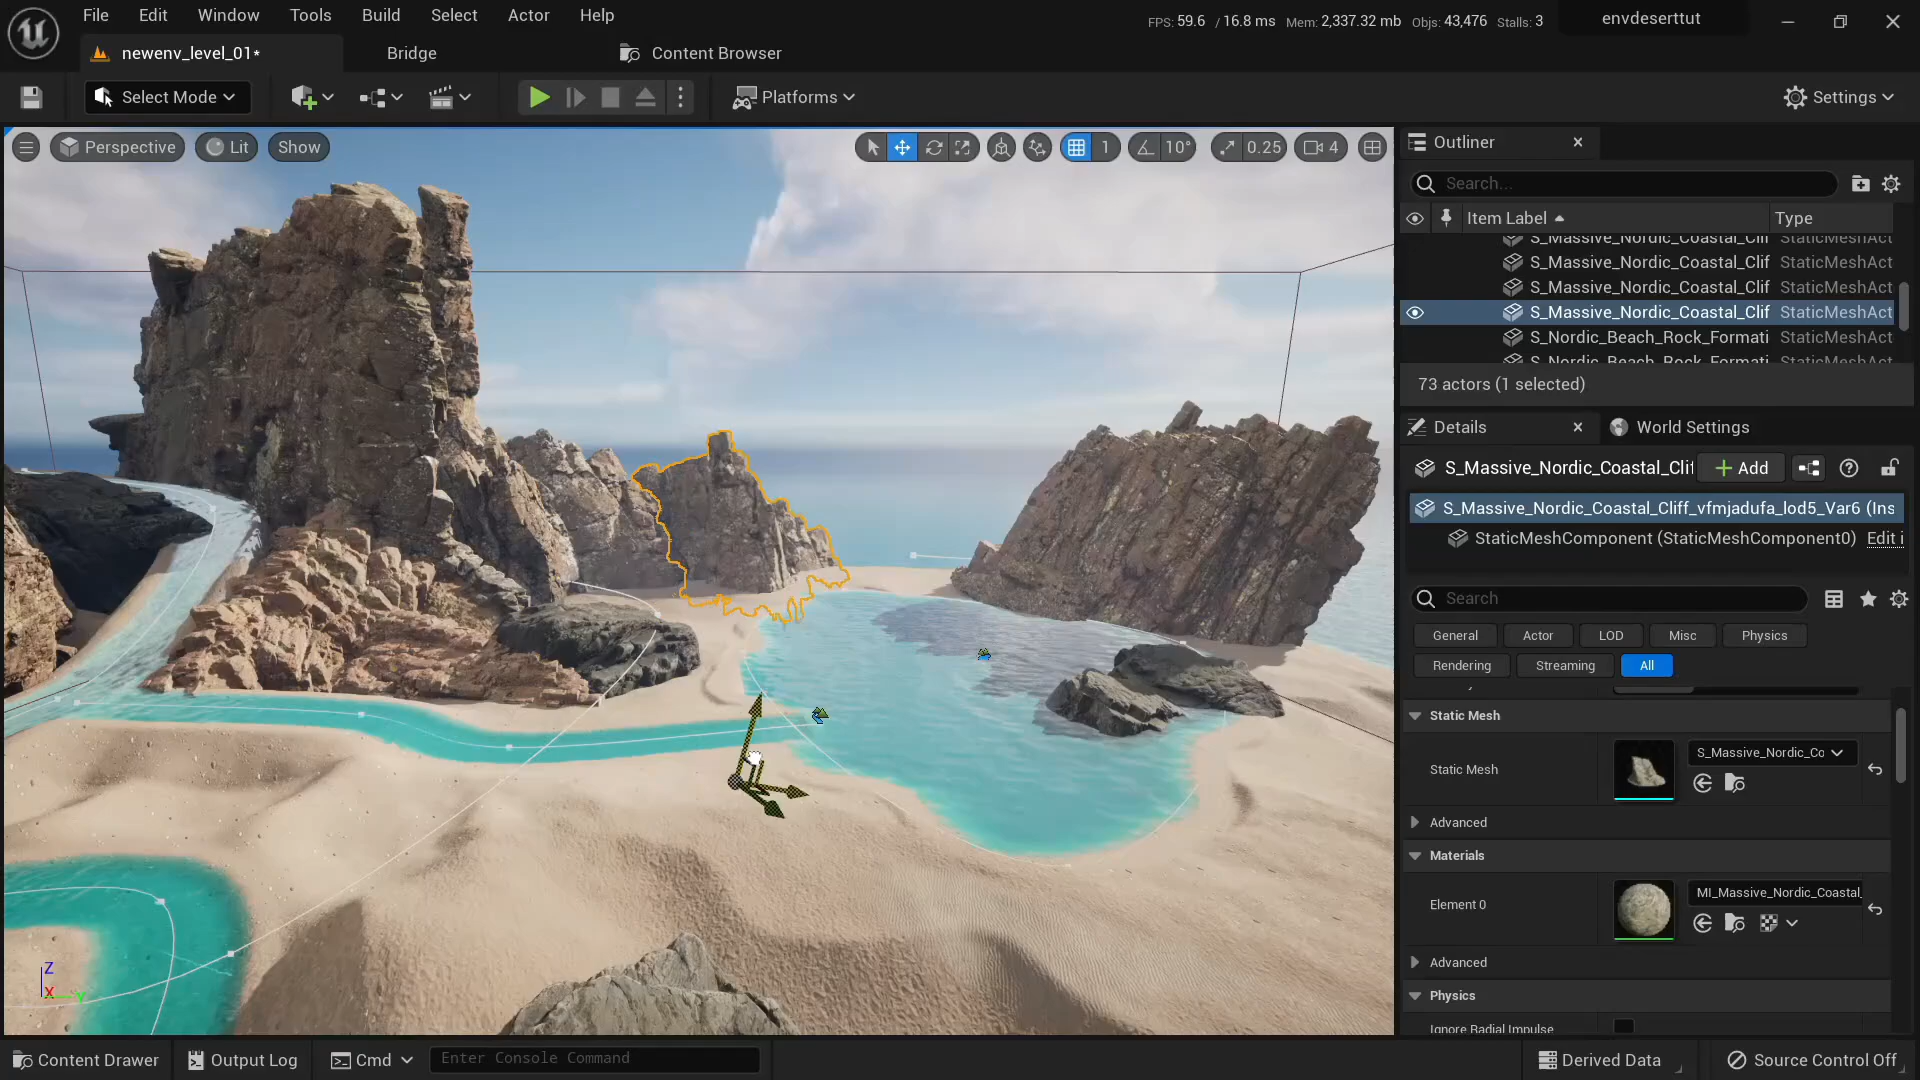 File Edit Window Tools Build Select Actor Help
FPS: 59.6 / 16.8 ms Mem: 2,337.32 mb Objs: 43,476 Stalls: 3
envdeserttut
newenv_level_01*
Bridge
Content Browser
Select Mode
Platforms
Settings
Perspective
Lit
Show
1
10°
0.25
4
Outliner
Search...
Item Label
Type
S_Massive_Nordic_Coastal_Clif StaticMeshAct
S_Massive_Nordic_Coastal_Clif StaticMeshAct
S_Massive_Nordic_Coastal_Clif StaticMeshAct
S_Massive_Nordic_Coastal_Clif StaticMeshAct
S_Nordic_Beach_Rock_Formati StaticMeshAct
S_Nordic_Beach_Rock_Formati StaticMeshAct
73 actors (1 selected)
Details
World Settings
S_Massive_Nordic_Coastal_Clif
Add
S_Massive_Nordic_Coastal_Cliff_vfmjadufa_lod5_Var6 (Ins
StaticMeshComponent (StaticMeshComponent0) Edit i
Search
General Actor LOD Misc Physics
Rendering Streaming All
Static Mesh
Static Mesh
S_Massive_Nordic_Co
Advanced
Materials
Element 0
MI_Massive_Nordic_Coastal_
Advanced
Physics
Ignore Radial Impulse
Z
X
Y
Content Drawer
Output Log
Cmd
Enter Console Command
Derived Data
Source Control Off